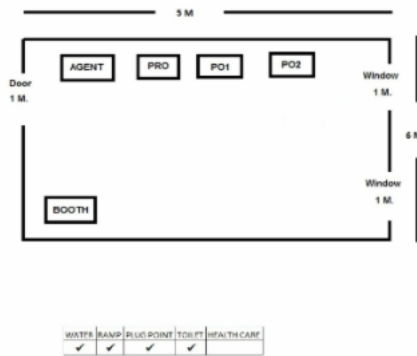 5 M
AGENT PRO PO1 PO2
Door
1 M.
Window
1 M.
6 M
Window
1 M.
BOOTH
WATER RAMP PLUG POINT TOILET HEALTH CARE
✓ ✓ ✓ ✓